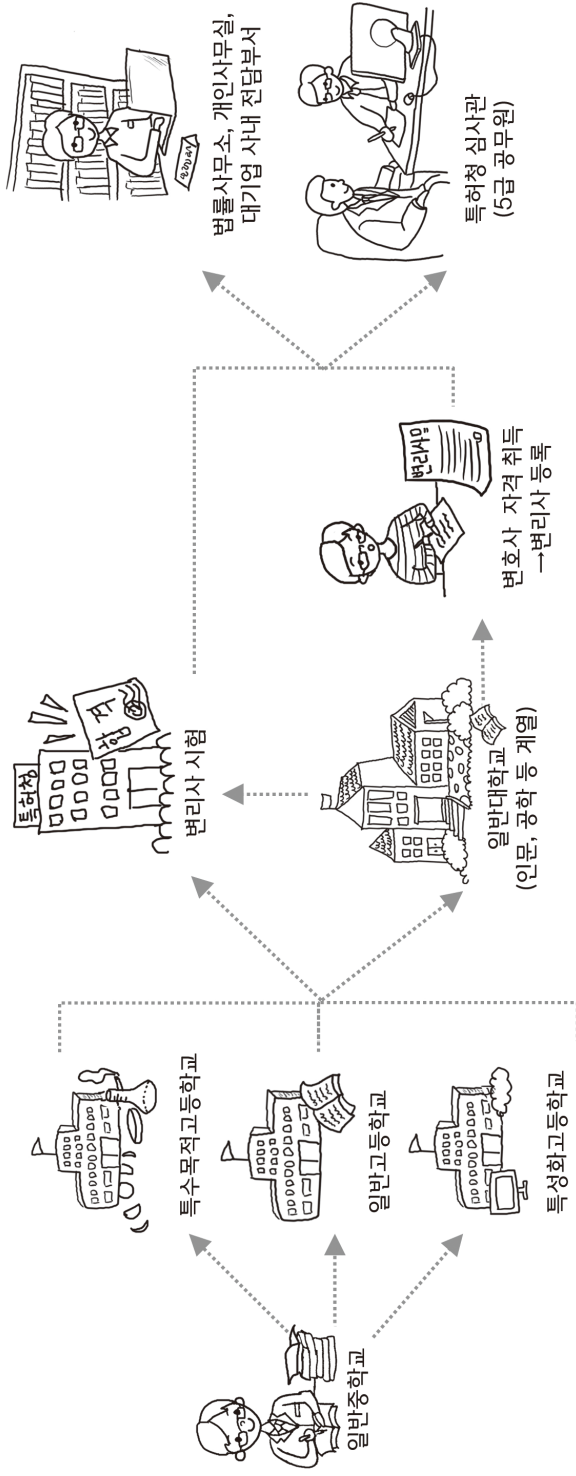 일반중학교
특수목적고등학교
일반고등학교
특성화고등학교
특허청
합격
변리사 시험
일반대학교
(인문, 공학 등 계열)
변리사
변호사 자격 취득
→변리사 등록
법률사무소, 개인사무실,
대기업 사내 전담부서
특허청 심사관
(5급 공무원)